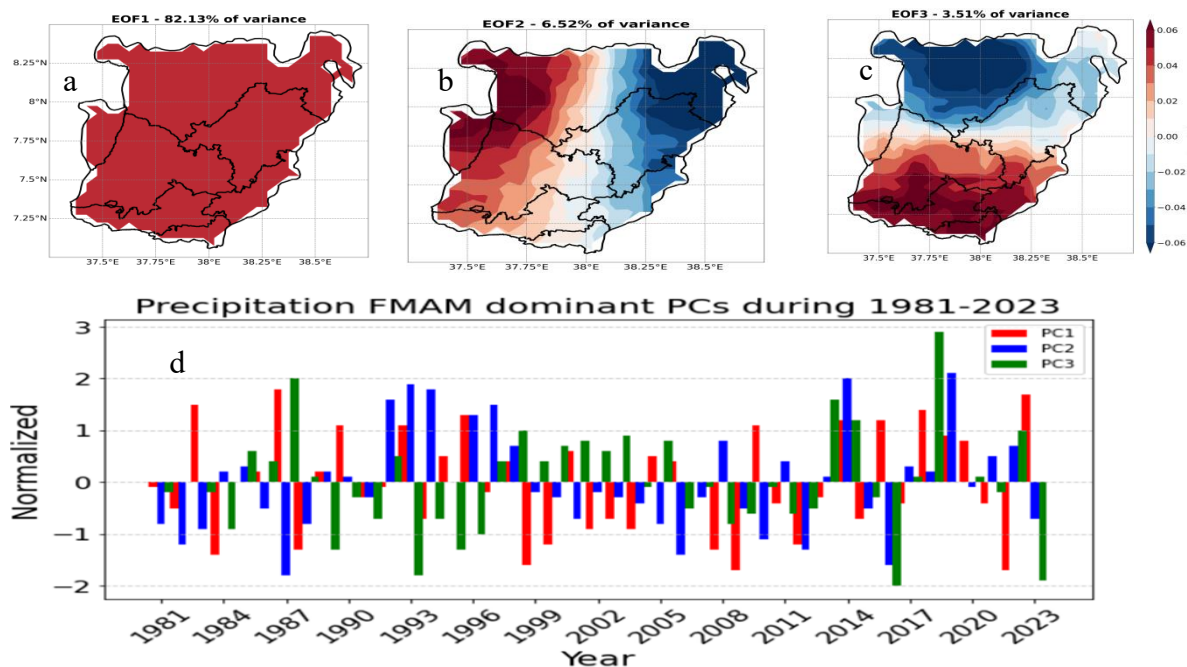 EOF1 - 82.13% of variance
EOF2 - 6.52% of variance
EOF3 - 3.51% of variance
a
b
c
8.25°N
8°N
7.75°N
7.5°N
7.25°N
37.5°E 37.75°E 38°E 38.25°E 38.5°E
37.5°E 37.75°E 38°E 38.25°E 38.5°E
37.5°E 37.75°E 38°E 38.25°E 38.5°E
0.06
0.04
0.02
0.00
−0.02
−0.04
−0.06
Precipitation FMAM dominant PCs during 1981-2023
d
PC1
PC2
PC3
Normalized
3
2
1
0
−1
−2
1981 1984 1987 1990 1993 1996 1999 2002 2005 2008 2011 2014 2017 2020 2023
Year